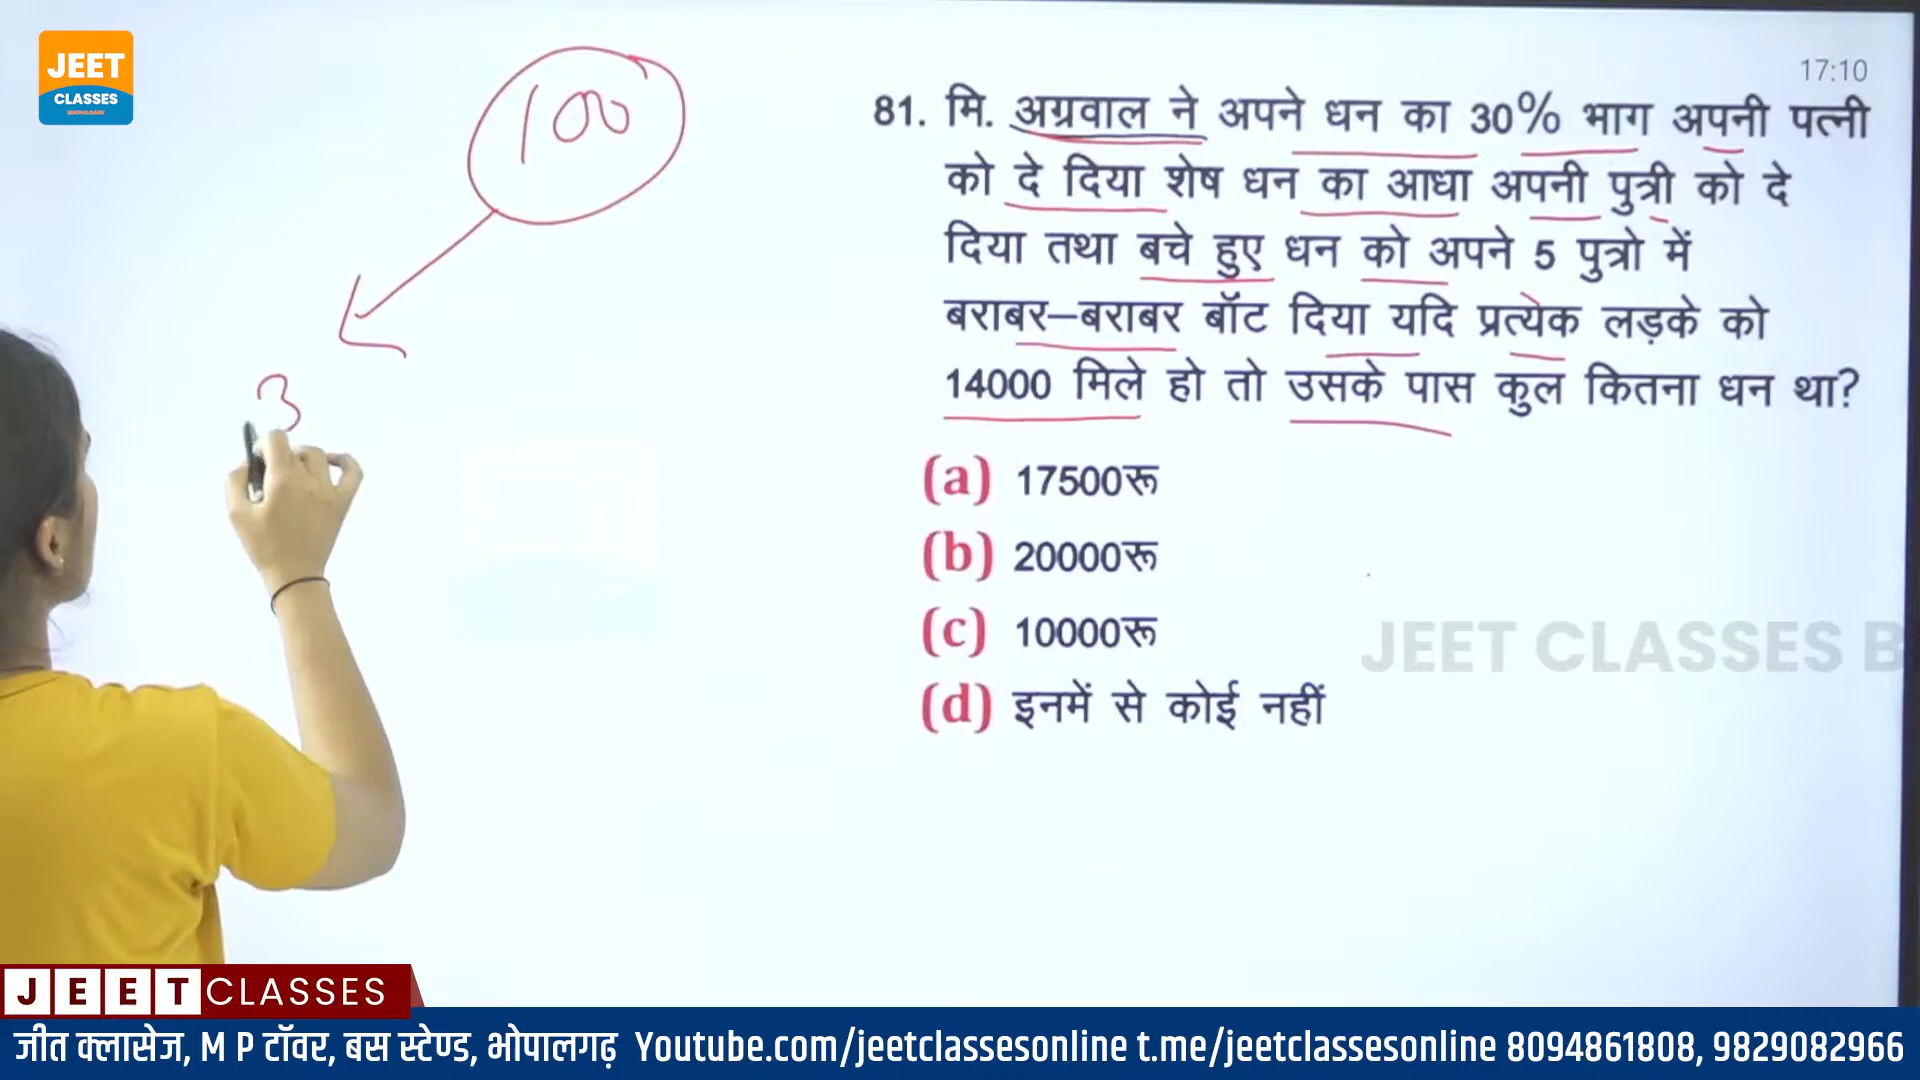 JEET
CLASSES
100
3
17:10
81. मि. अग्रवाल ने अपने धन का 30% भाग अपनी पत्नी
को दे दिया शेष धन का आधा अपनी पुत्री को दे
दिया तथा बचे हुए धन को अपने 5 पुत्रो में
बराबर–बराबर बॉट दिया यदि प्रत्येक लड़के को
14000 मिले हो तो उसके पास कुल कितना धन था?
(a) 17500रू
(b) 20000रू
(c) 10000रू
(d) इनमें से कोई नहीं
JEET CLASSES B
JEET CLASSES
जीत क्लासेज, M P टॉवर, बस स्टेण्ड, भोपालगढ़ Youtube.com/jeetclassesonline t.me/jeetclassesonline 8094861808, 9829082966